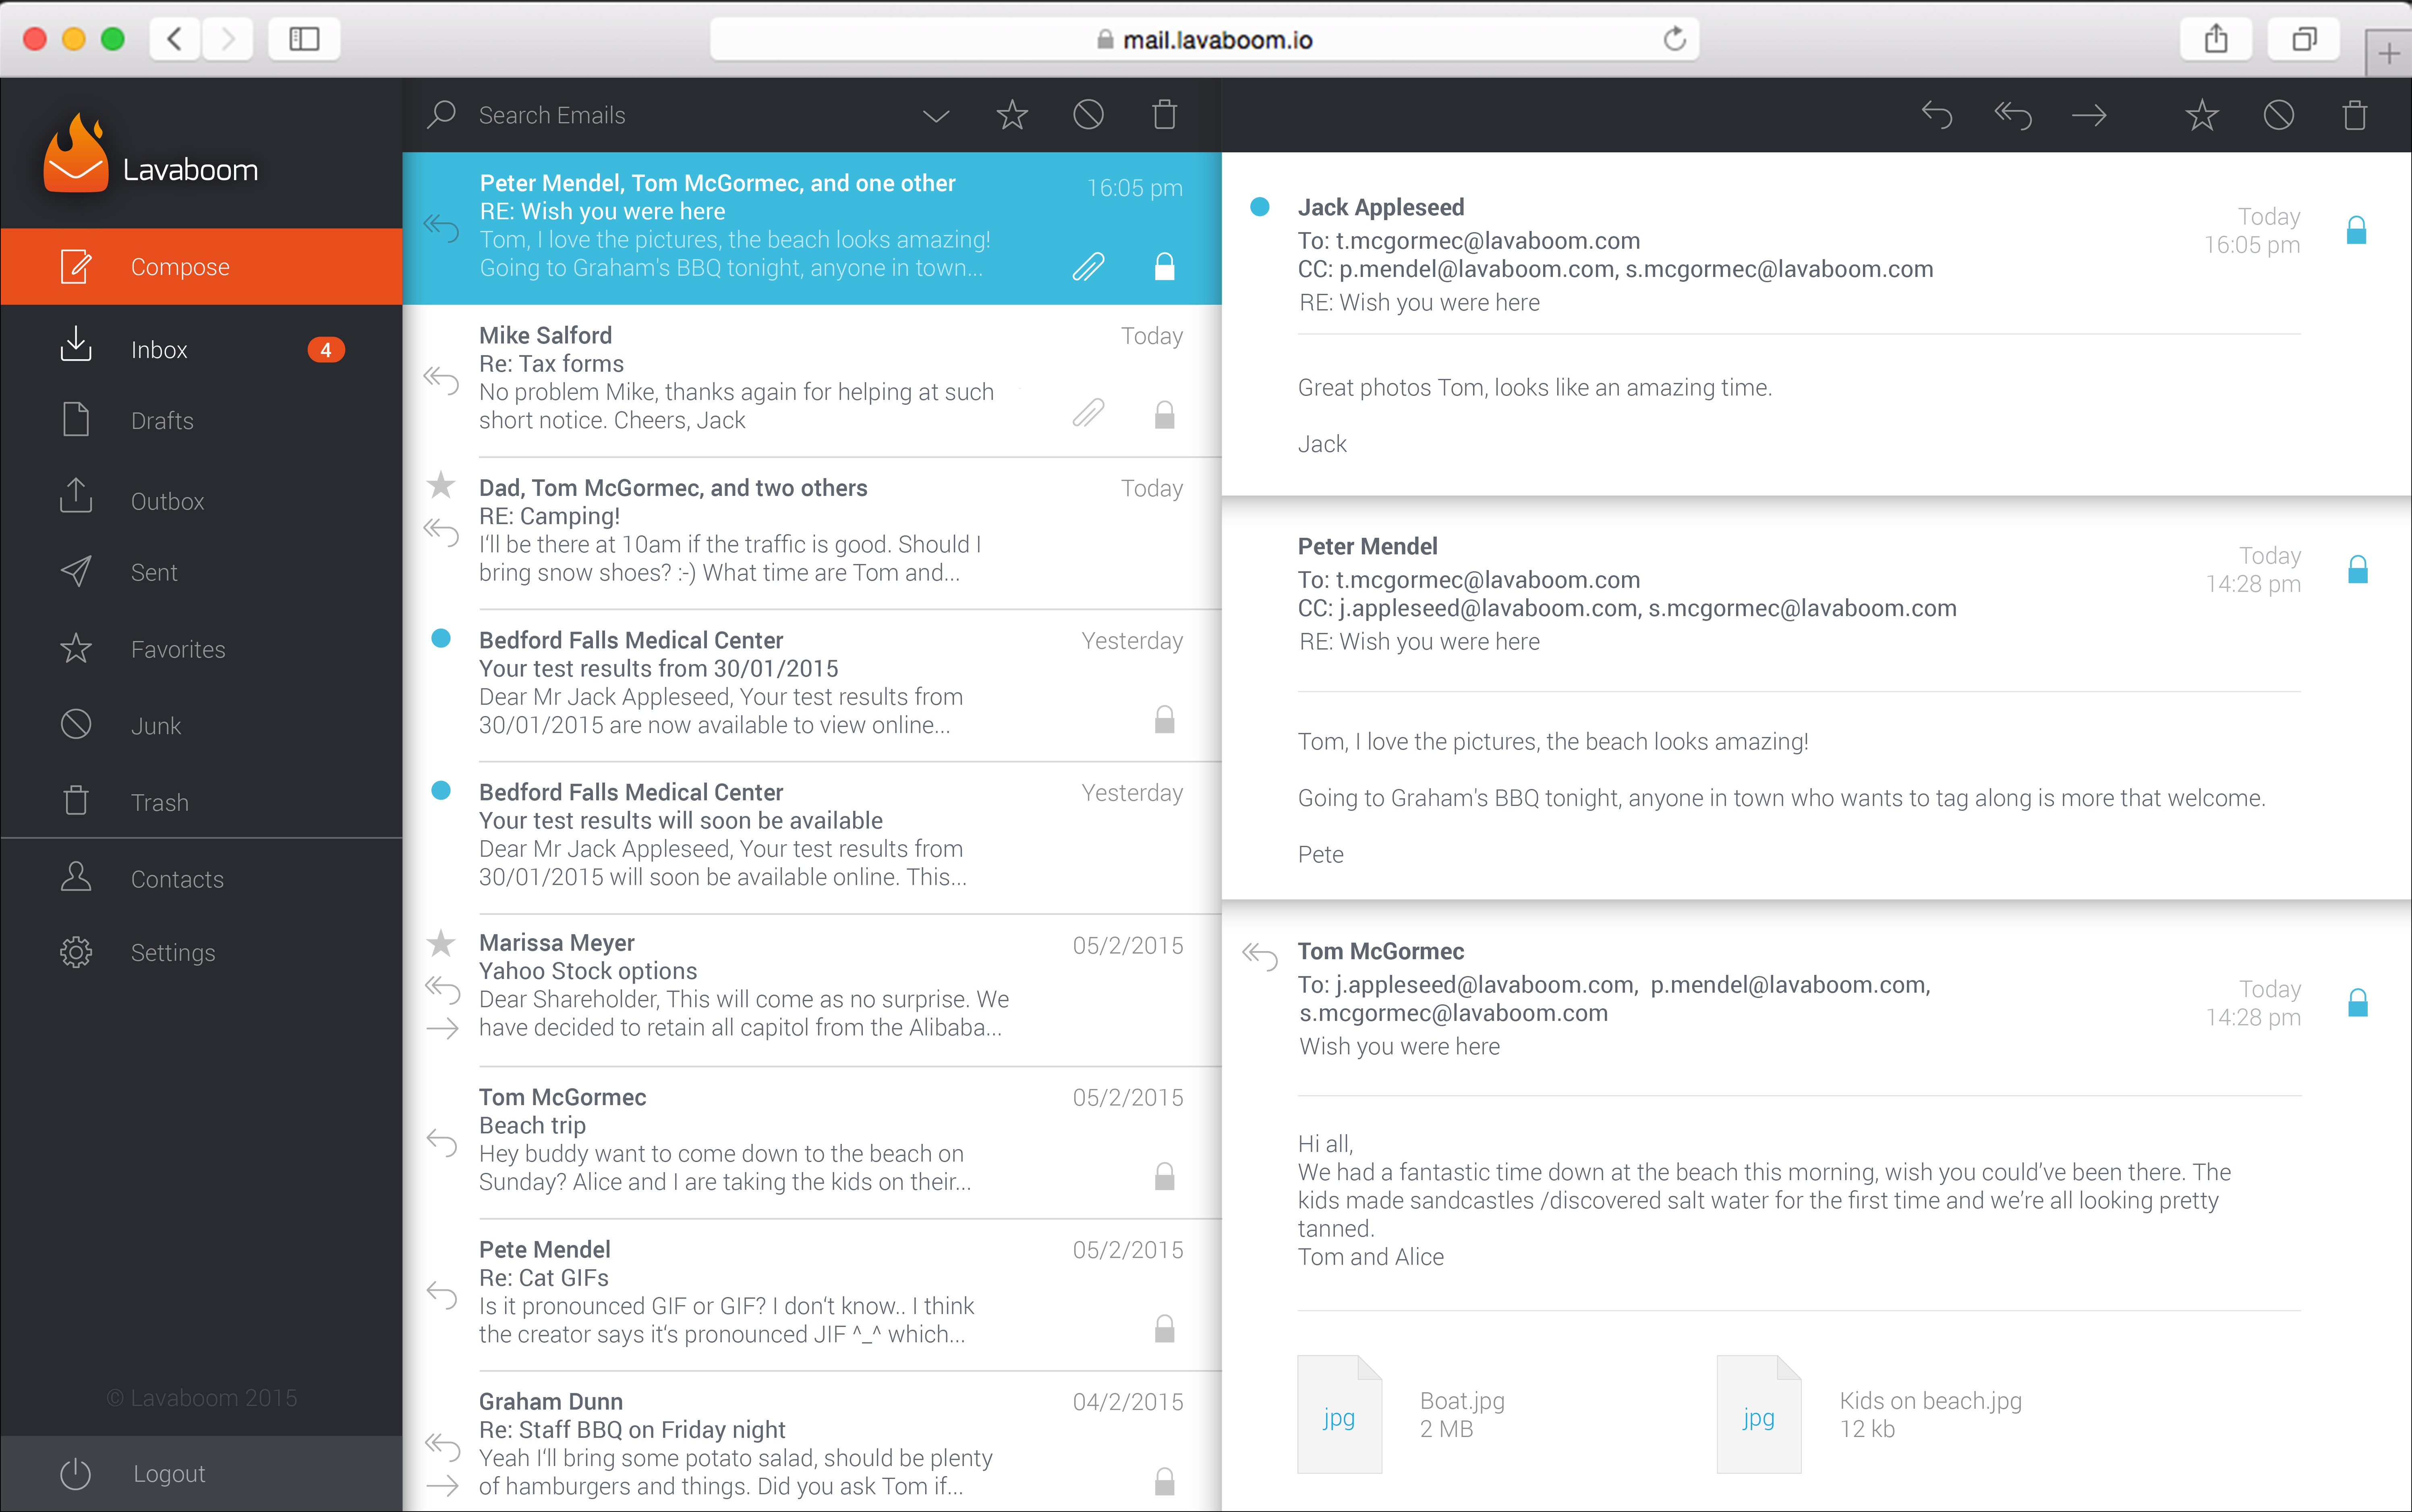 mail.lavaboom.io
Lavaboom
Compose
Inbox
4
Drafts
Outbox
Sent
Favorites
Junk
Trash
Contacts
Settings
© Lavaboom 2015
Logout
Search Emails
Peter Mendel, Tom McGormec, and one other
16:05 pm
RE: Wish you were here
Tom, I love the pictures, the beach looks amazing!
Going to Graham's BBQ tonight, anyone in town...
Mike Salford
Today
Re: Tax forms
No problem Mike, thanks again for helping at such
short notice. Cheers, Jack
Dad, Tom McGormec, and two others
Today
RE: Camping!
I'll be there at 10am if the traffic is good. Should I
bring snow shoes? :-) What time are Tom and...
Bedford Falls Medical Center
Yesterday
Your test results from 30/01/2015
Dear Mr Jack Appleseed, Your test results from
30/01/2015 are now available to view online...
Bedford Falls Medical Center
Yesterday
Your test results will soon be available
Dear Mr Jack Appleseed, Your test results from
30/01/2015 will soon be available online. This...
Marissa Meyer
05/2/2015
Yahoo Stock options
Dear Shareholder, This will come as no surprise. We
have decided to retain all capitol from the Alibaba...
Tom McGormec
05/2/2015
Beach trip
Hey buddy want to come down to the beach on
Sunday? Alice and I are taking the kids on their...
Pete Mendel
05/2/2015
Re: Cat GIFs
Is it pronounced GIF or GIF? I don't know.. I think
the creator says it's pronounced JIF ^_^ which...
Graham Dunn
04/2/2015
Re: Staff BBQ on Friday night
Yeah I'll bring some potato salad, should be plenty
of hamburgers and things. Did you ask Tom if...
Jack Appleseed
Today
16:05 pm
To: t.mcgormec@lavaboom.com
CC: p.mendel@lavaboom.com, s.mcgormec@lavaboom.com
RE: Wish you were here
Great photos Tom, looks like an amazing time.
Jack
Peter Mendel
Today
14:28 pm
To: t.mcgormec@lavaboom.com
CC: j.appleseed@lavaboom.com, s.mcgormec@lavaboom.com
RE: Wish you were here
Tom, I love the pictures, the beach looks amazing!
Going to Graham's BBQ tonight, anyone in town who wants to tag along is more that welcome.
Pete
Tom McGormec
Today
14:28 pm
To: j.appleseed@lavaboom.com, p.mendel@lavaboom.com,
s.mcgormec@lavaboom.com
Wish you were here
Hi all,
We had a fantastic time down at the beach this morning, wish you could've been there. The
kids made sandcastles /discovered salt water for the first time and we're all looking pretty
tanned.
Tom and Alice
jpg
Boat.jpg
2 MB
jpg
Kids on beach.jpg
12 kb